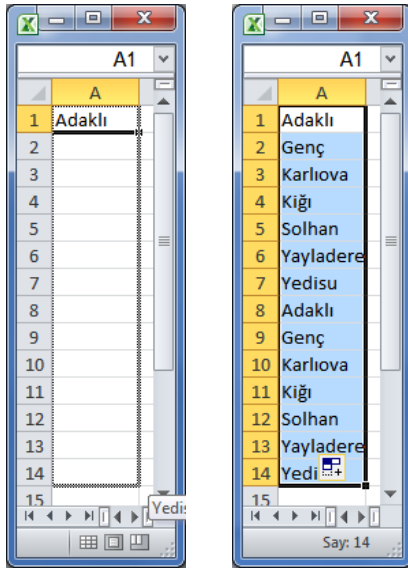 A1
A
1 Adaklı
2
3
4
5
6
7
8
9
10
11
12
13
14
15
Yedis
A1
A
1 Adaklı
2 Genç
3 Karlıova
4 Kiğı
5 Solhan
6 Yayladere
7 Yedisu
8 Adaklı
9 Genç
10 Karlıova
11 Kiğı
12 Solhan
13 Yayladere
14 Yedi
15
Say: 14